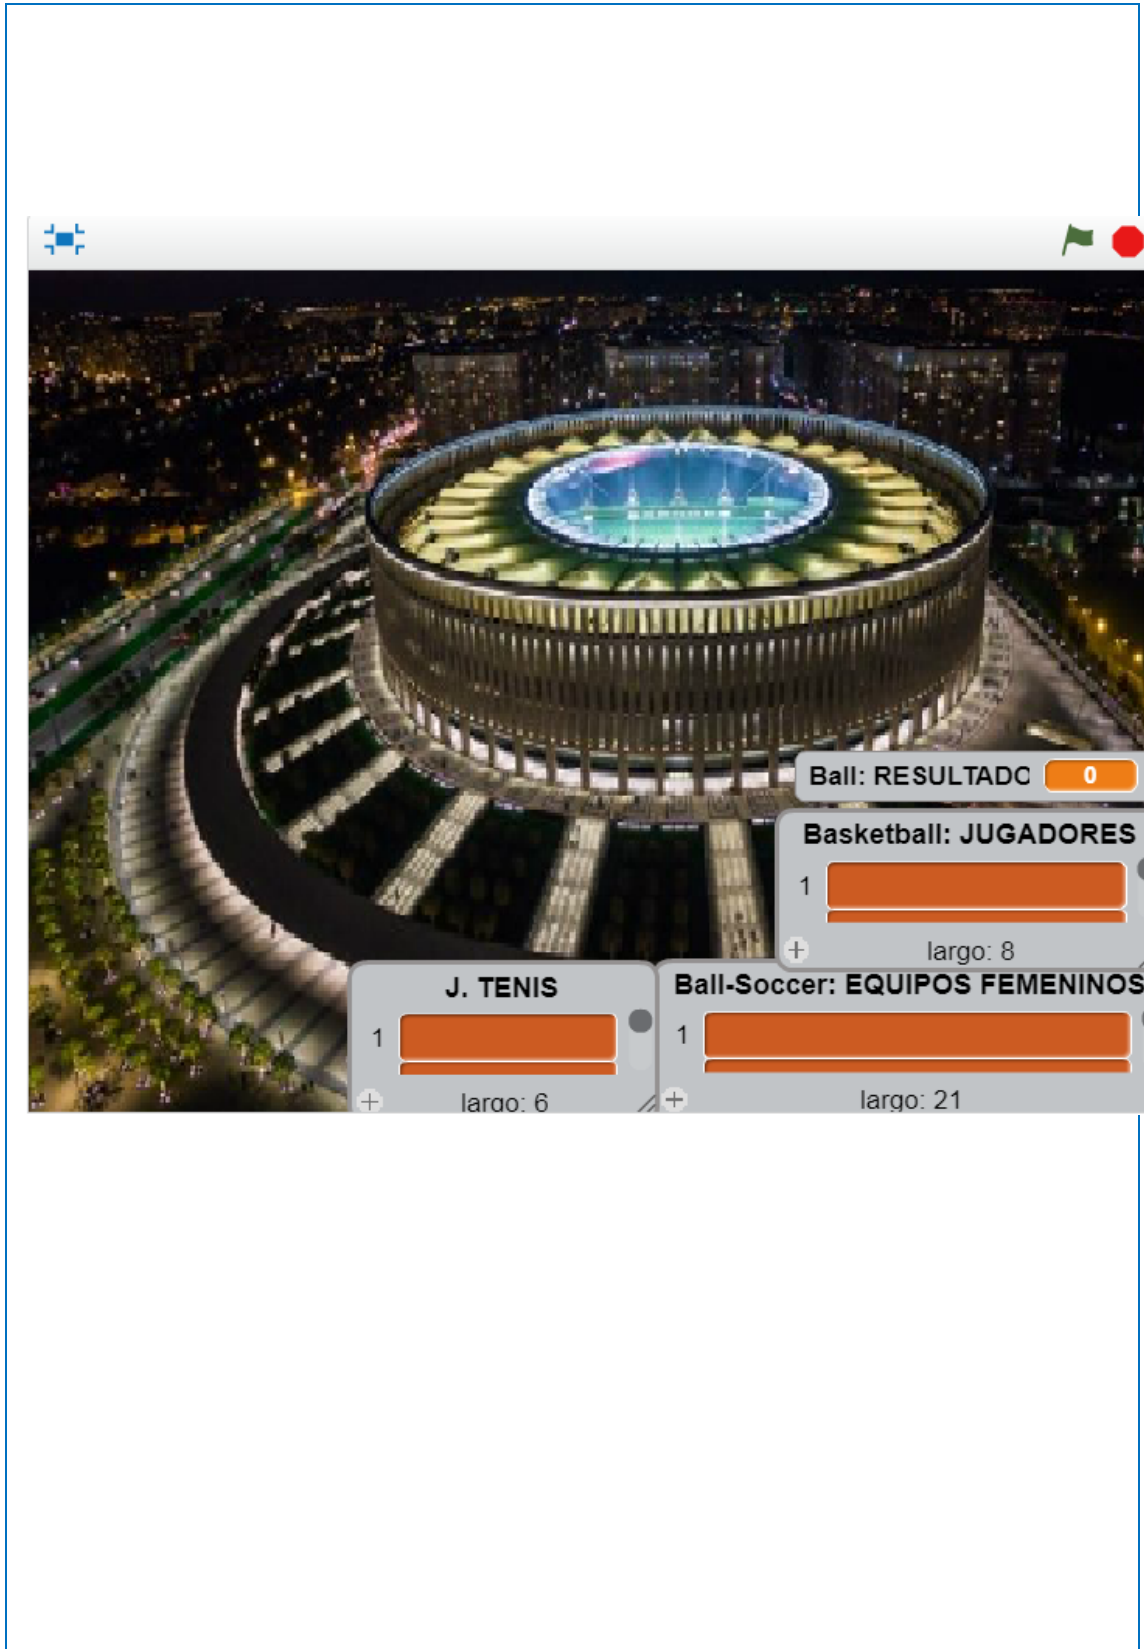 Ball: RESULTADO 0
Basketball: JUGADORES
1
largo: 8
J. TENIS
1
largo: 6
Ball-Soccer: EQUIPOS FEMENINOS
1
largo: 21